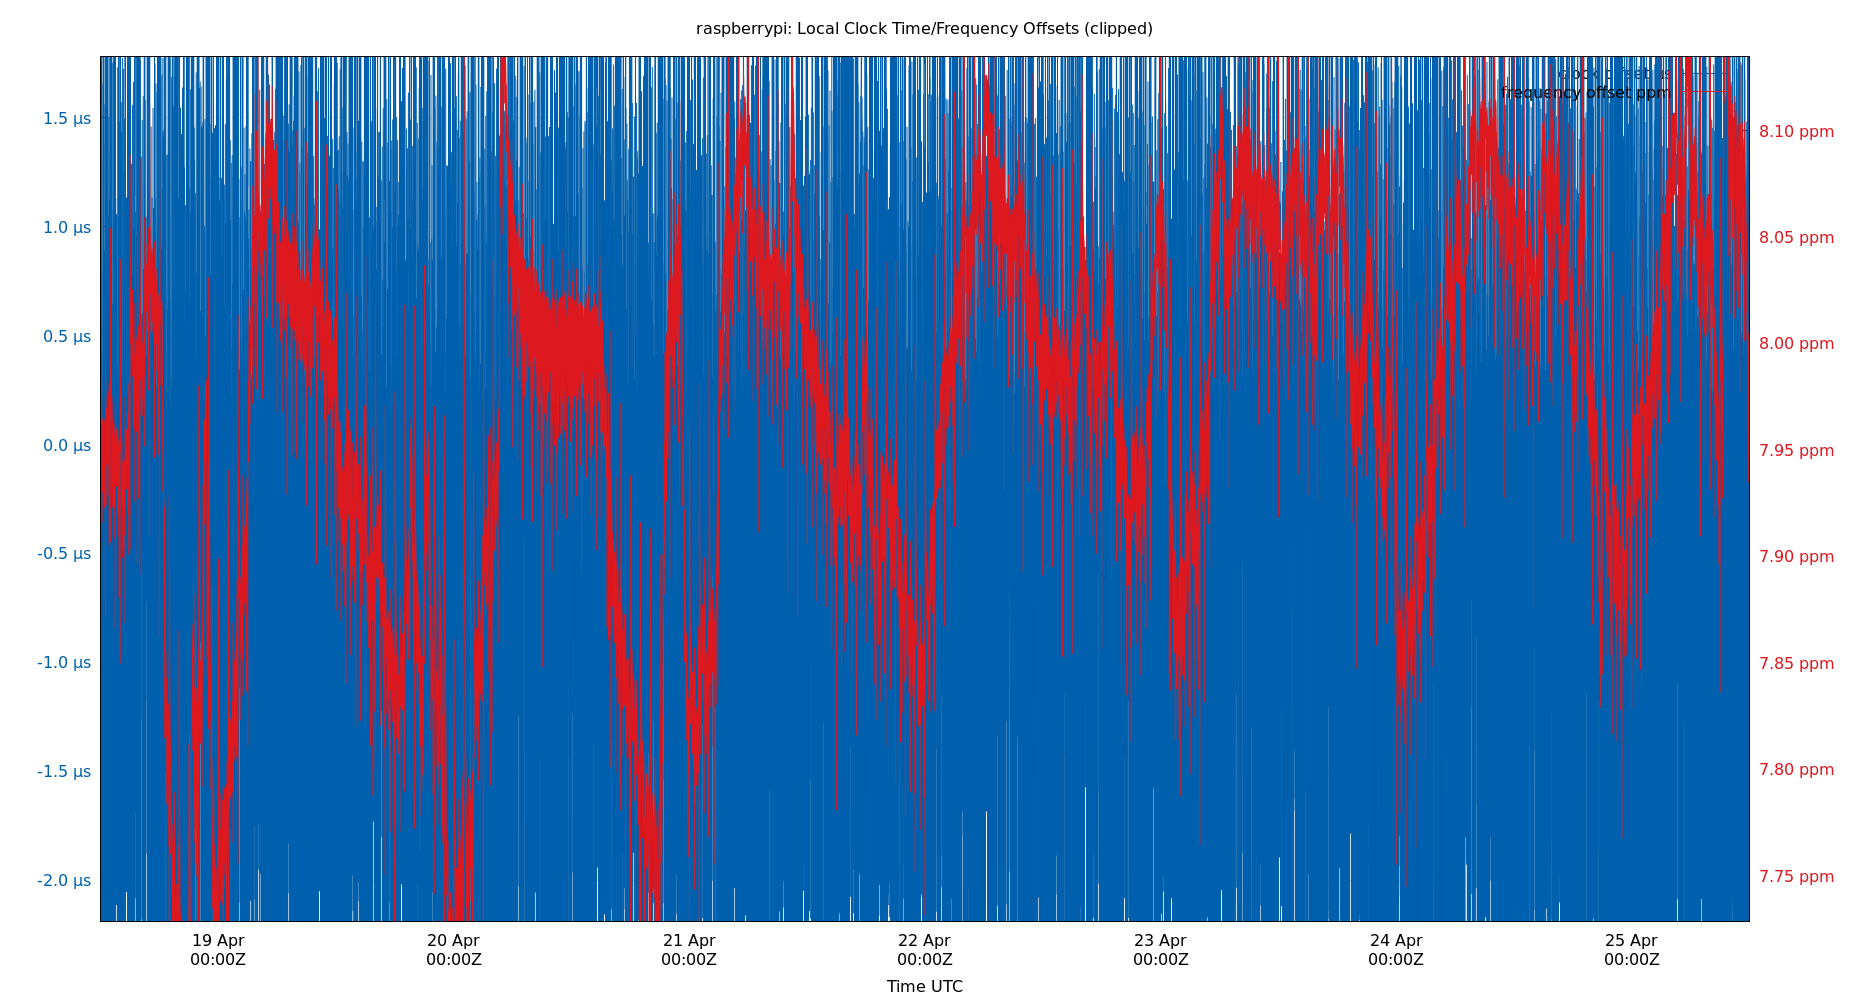 raspberrypi: Local Clock Time/Frequency Offsets (clipped)
clock offset µs
frequency offset ppm
1.5 µs
1.0 µs
0.5 µs
0.0 µs
-0.5 µs
-1.0 µs
-1.5 µs
-2.0 µs
8.10 ppm
8.05 ppm
8.00 ppm
7.95 ppm
7.90 ppm
7.85 ppm
7.80 ppm
7.75 ppm
19 Apr
00:00Z
20 Apr
00:00Z
21 Apr
00:00Z
22 Apr
00:00Z
23 Apr
00:00Z
24 Apr
00:00Z
25 Apr
00:00Z
Time UTC